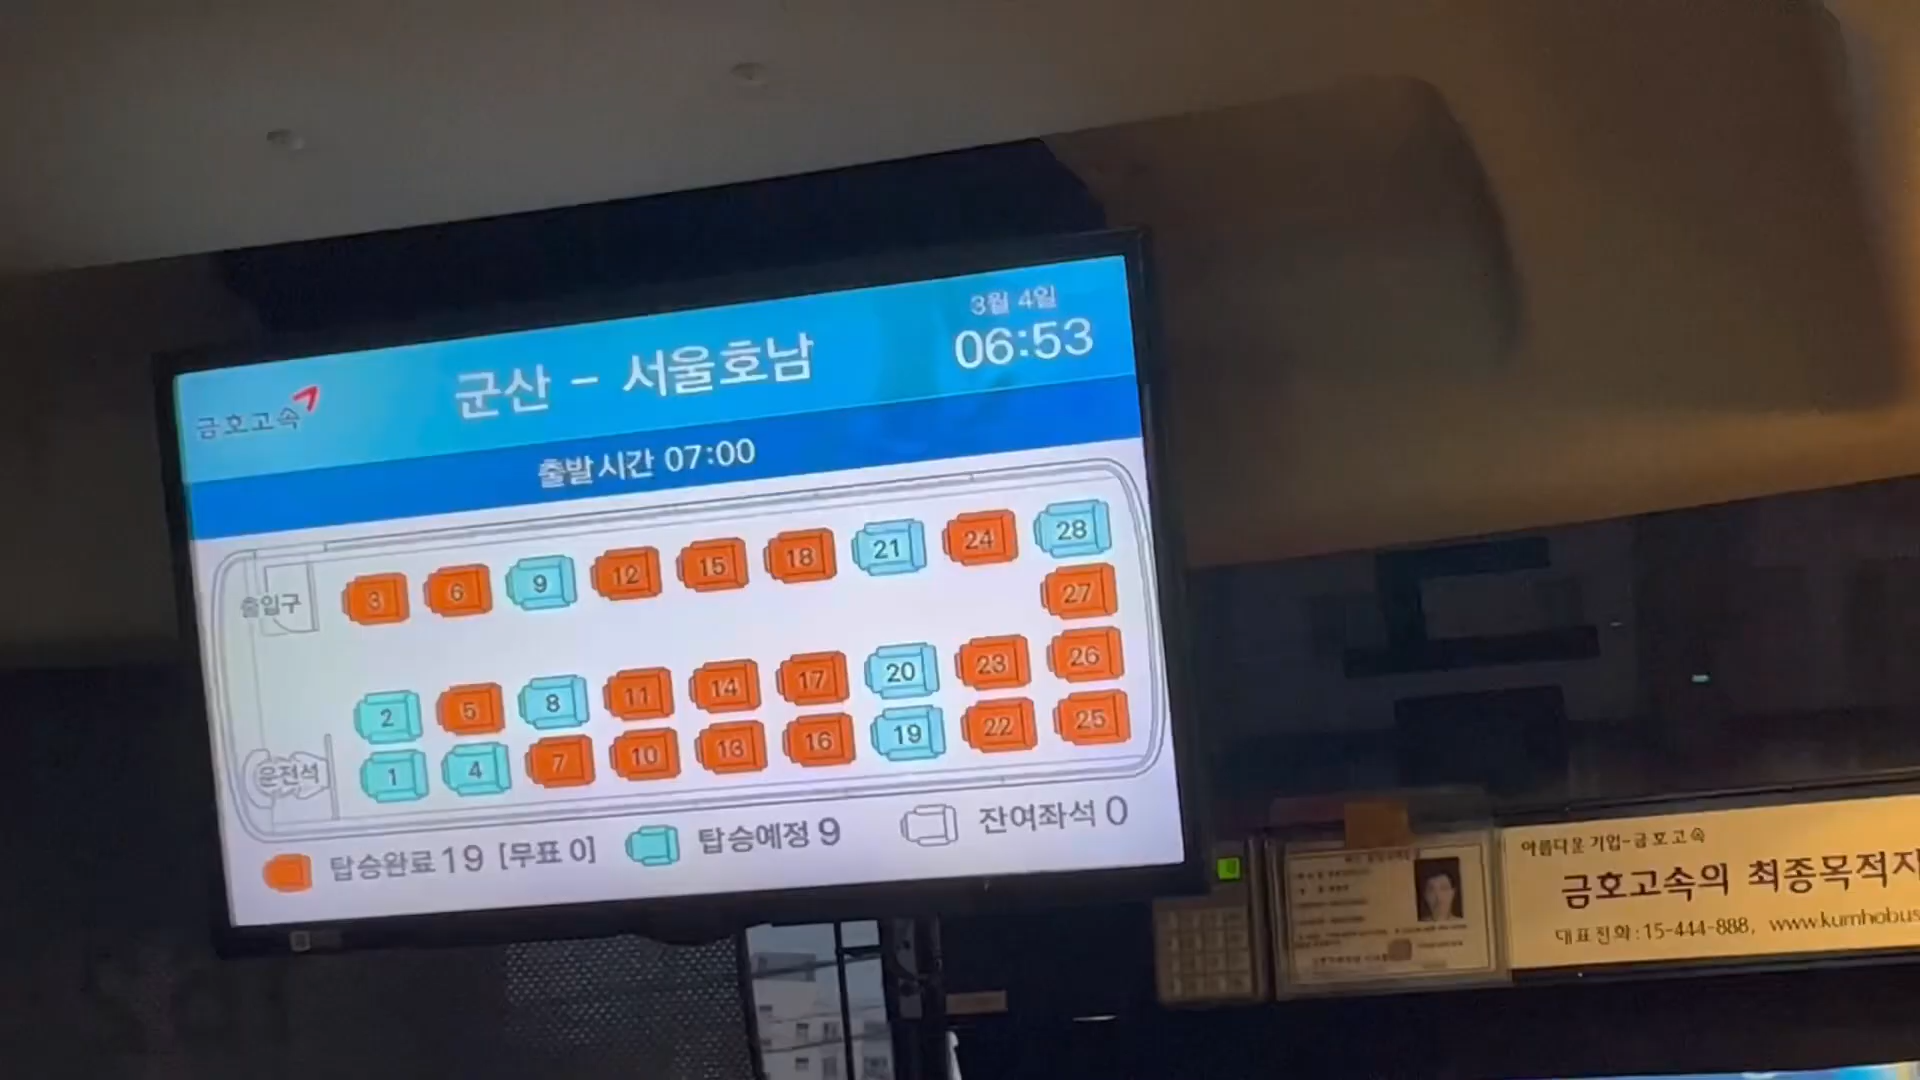 금호고속
군산 - 서울호남
3월 4일
06:53
출발시간 07:00
출입구
3 6 9 12 15 18 21 24 28
27
2 5 8 11 14 17 20 23 26
운전석
1 4 7 10 13 16 19 22 25
탑승완료 19 [무표 0] 탑승예정 9 잔여좌석 0
아름다운 기업-금호고속
금호고속의 최종목적지
대표전화:15-444-888, www.kumhobus